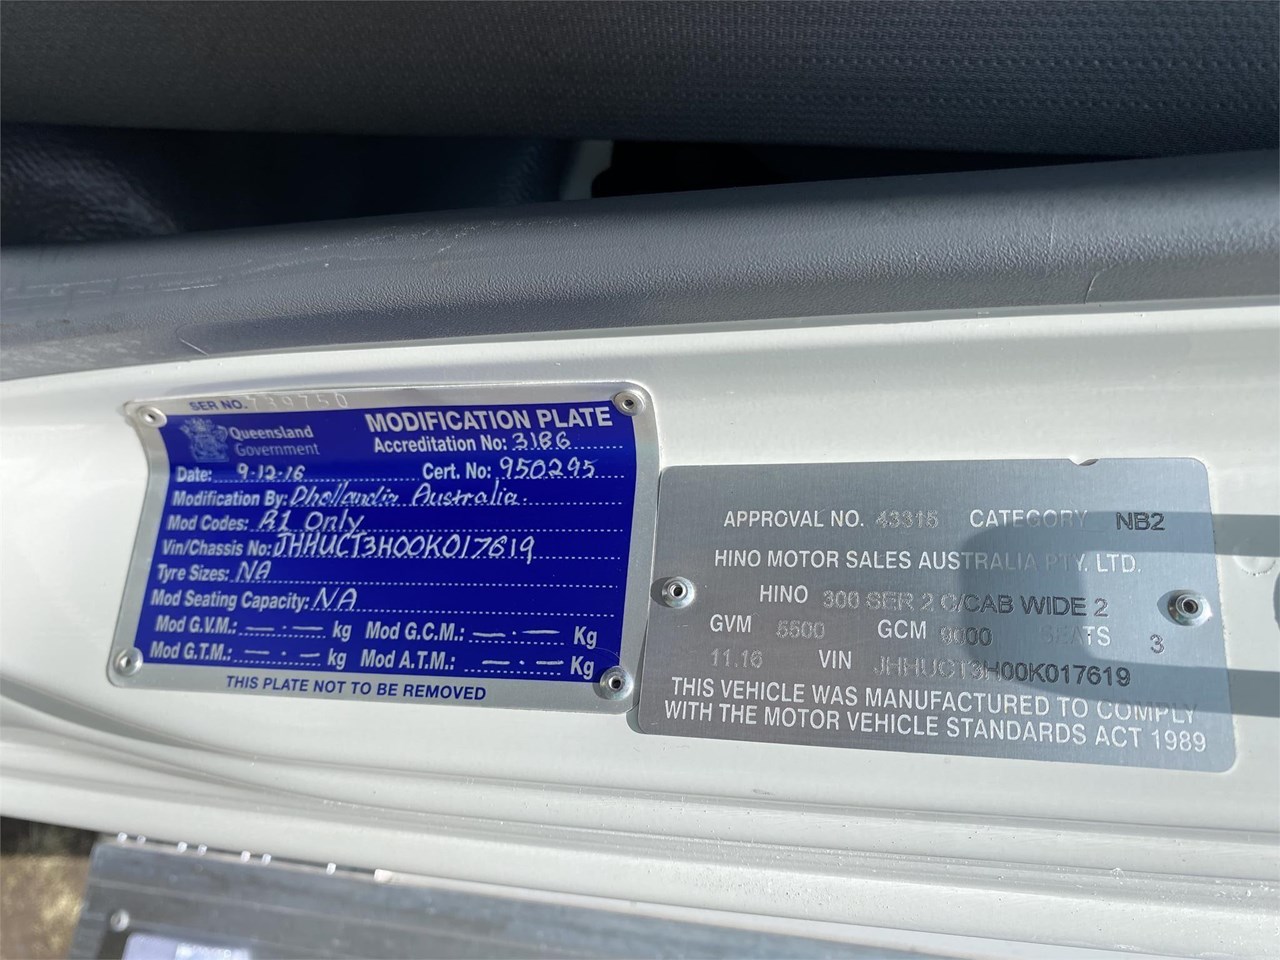 SER NO. 739750
Queensland
Government
MODIFICATION PLATE
Accreditation No: 3186
Date: 9-12-16 Cert. No: 950295
Modification By: Dhollandia Australia.
Mod Codes: R1 Only
Vin/Chassis No: JHHUCT3H00K017619
Tyre Sizes: NA
Mod Seating Capacity: NA
Mod G.V.M.: — . — kg Mod G.C.M.: — . — Kg
Mod G.T.M.: — . — kg Mod A.T.M.: — . — Kg
THIS PLATE NOT TO BE REMOVED
APPROVAL NO. 43315 CATEGORY NB2
HINO MOTOR SALES AUSTRALIA PTY. LTD.
HINO 300 SER 2 C/CAB WIDE 2
GVM 5500 GCM 9000 SEATS 3
11.16 VIN JHHUCT3H00K017619
THIS VEHICLE WAS MANUFACTURED TO COMPLY
WITH THE MOTOR VEHICLE STANDARDS ACT 1989